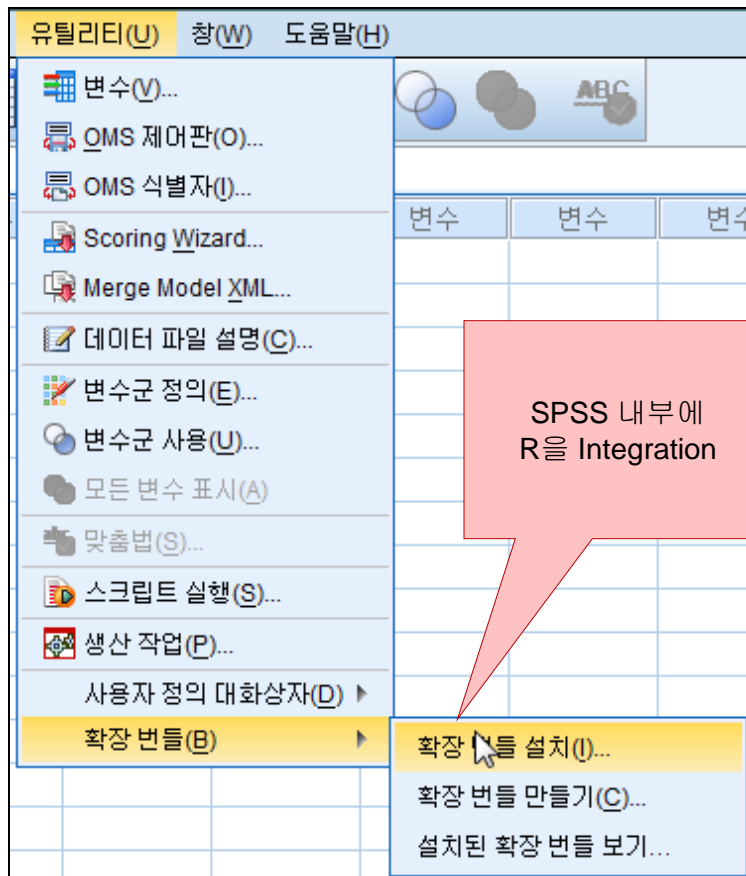 유틸리티(U) 창(W) 도움말(H)
변수(V)...
OMS 제어판(O)...
OMS 식별자(I)...
Scoring Wizard...
Merge Model XML...
데이터 파일 설명(C)...
변수군 정의(E)...
변수군 사용(U)...
모든 변수 표시(A)
맞춤법(S)...
스크립트 실행(S)...
생산 작업(P)...
사용자 정의 대화상자(D)
확장 번들(B)
ABC
변수 변수 변수
SPSS 내부에
R을 Integration
확장 번들 설치(I)...
확장 번들 만들기(C)...
설치된 확장 번들 보기...